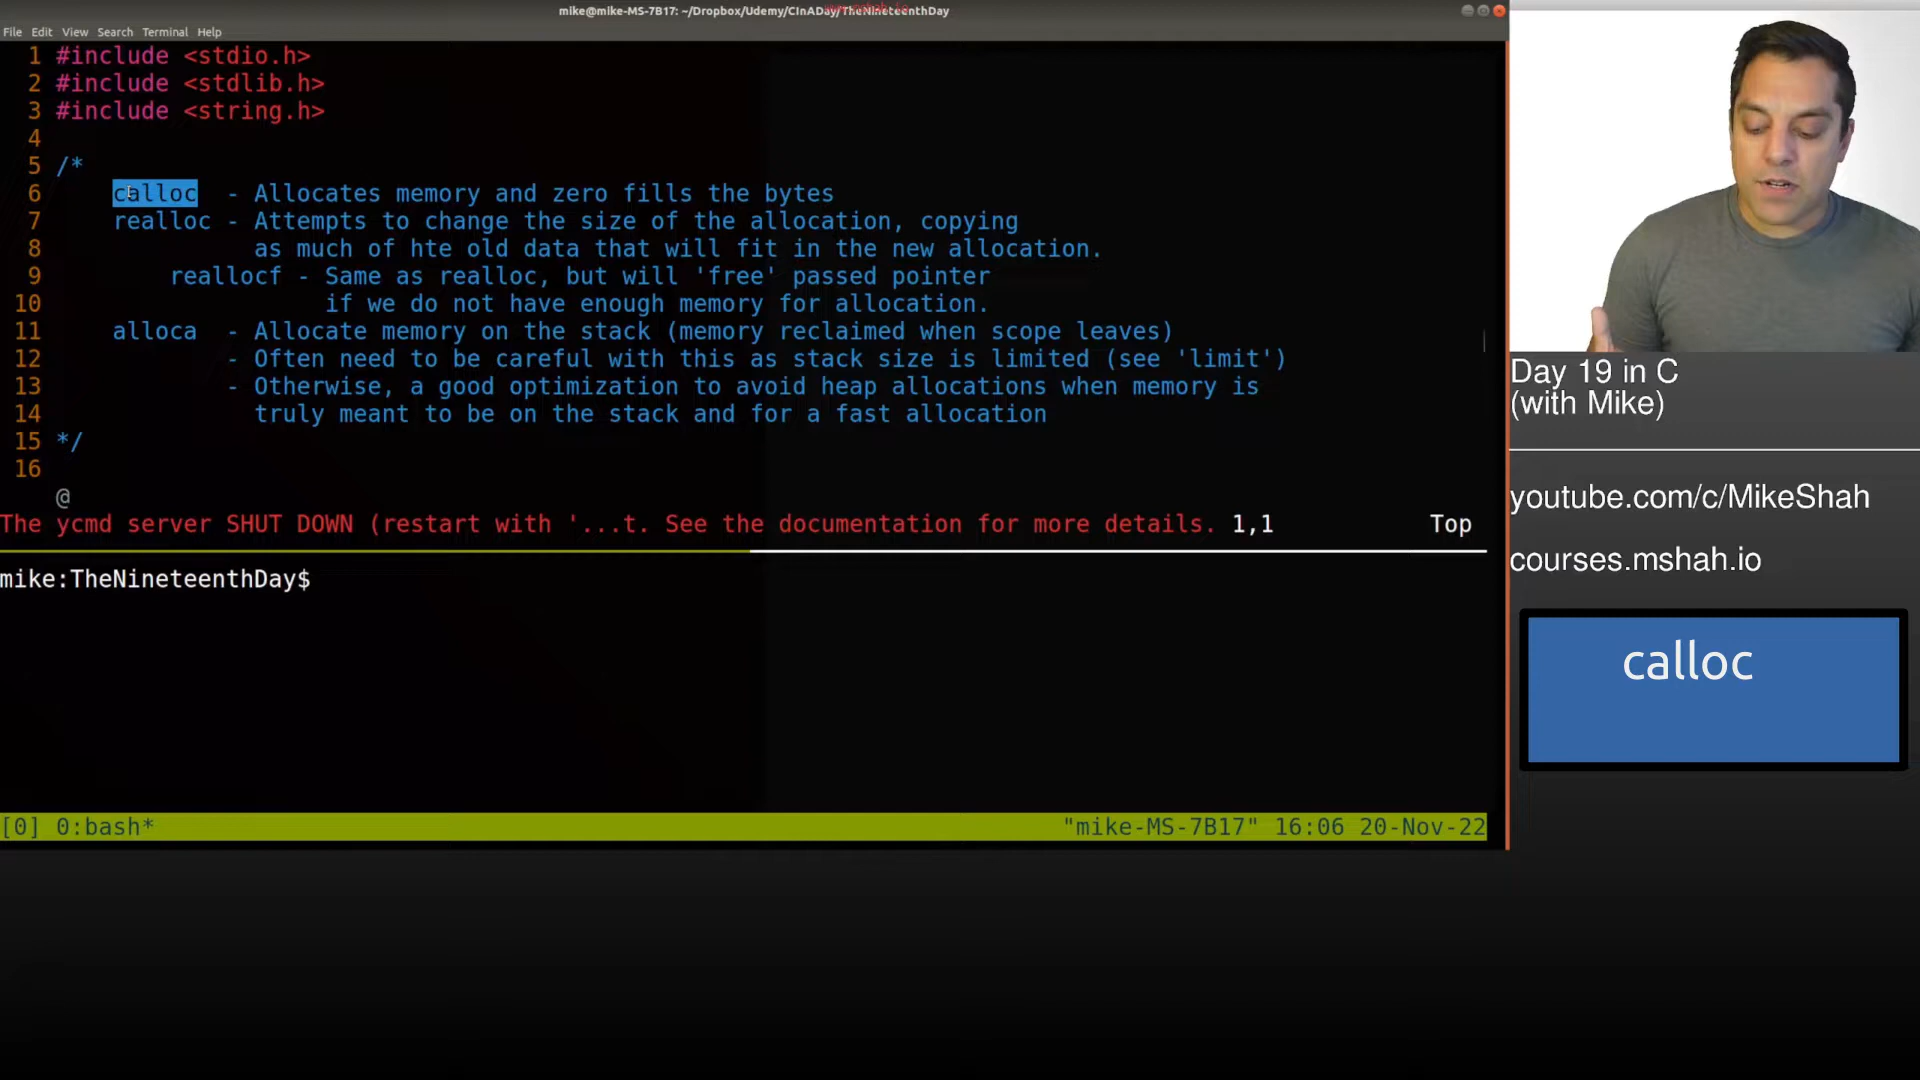 mike@mike-MS-7B17: ~/Dropbox/Udemy/CInADay/TheNineteenthDay
File Edit View Search Terminal Help
1 #include <stdio.h>
2 #include <stdlib.h>
3 #include <string.h>
4
5 /*
6 calloc - Allocates memory and zero fills the bytes
7 realloc - Attempts to change the size of the allocation, copying
8 as much of hte old data that will fit in the new allocation.
9 reallocf - Same as realloc, but will 'free' passed pointer
10 if we do not have enough memory for allocation.
11 alloca - Allocate memory on the stack (memory reclaimed when scope leaves)
12 - Often need to be careful with this as stack size is limited (see 'limit')
13 - Otherwise, a good optimization to avoid heap allocations when memory is
14 truly meant to be on the stack and for a fast allocation
15 */
16
@
The ycmd server SHUT DOWN (restart with '...t. See the documentation for more details. 1,1 Top
mike:TheNineteenthDay$
[0] 0:bash* "mike-MS-7B17" 16:06 20-Nov-22
Day 19 in C
(with Mike)
youtube.com/c/MikeShah
courses.mshah.io
calloc